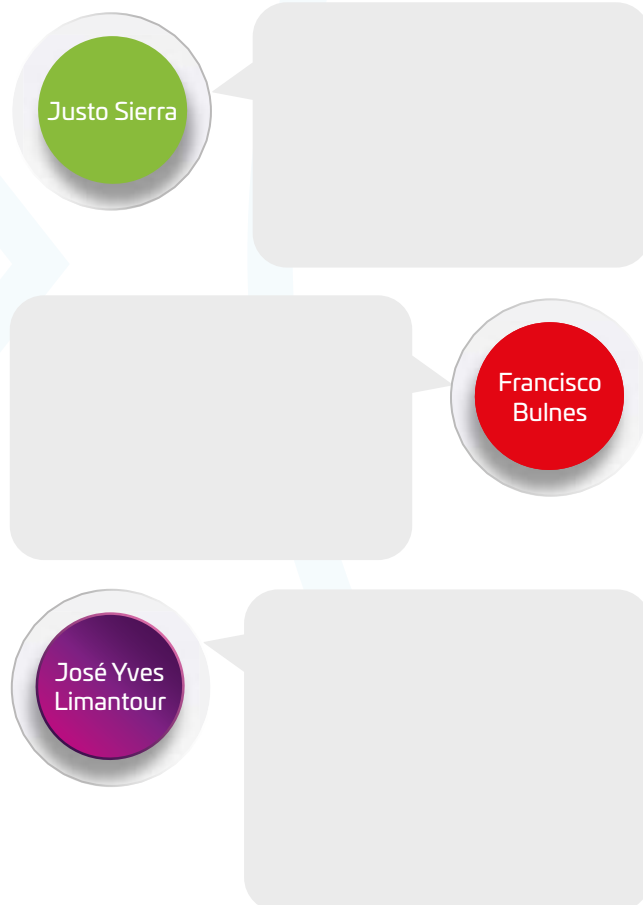 Justo Sierra
Francisco
Bulnes
José Yves
Limantour